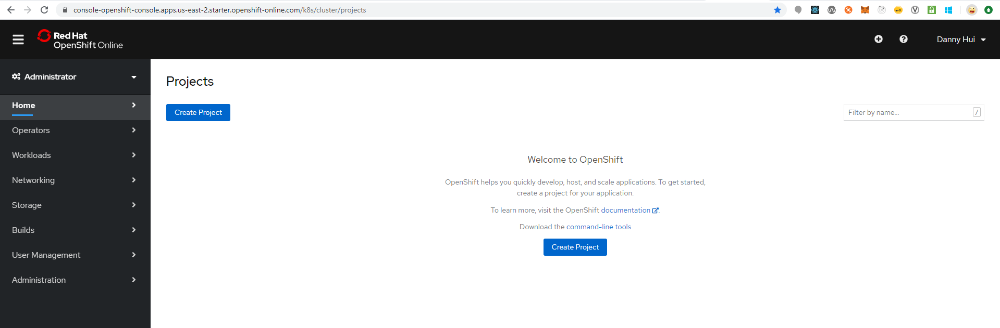 console-openshift-console.apps.us-east-2.starter.openshift-online.com/k8s/cluster/projects
Red Hat
OpenShift Online
Danny Hui
Administrator
Home
Operators
Workloads
Networking
Storage
Builds
User Management
Administration
Projects
Create Project
Filter by name...
/
Welcome to OpenShift
OpenShift helps you quickly develop, host, and scale applications. To get started,
create a project for your application.
To learn more, visit the OpenShift documentation.
Download the command-line tools
Create Project